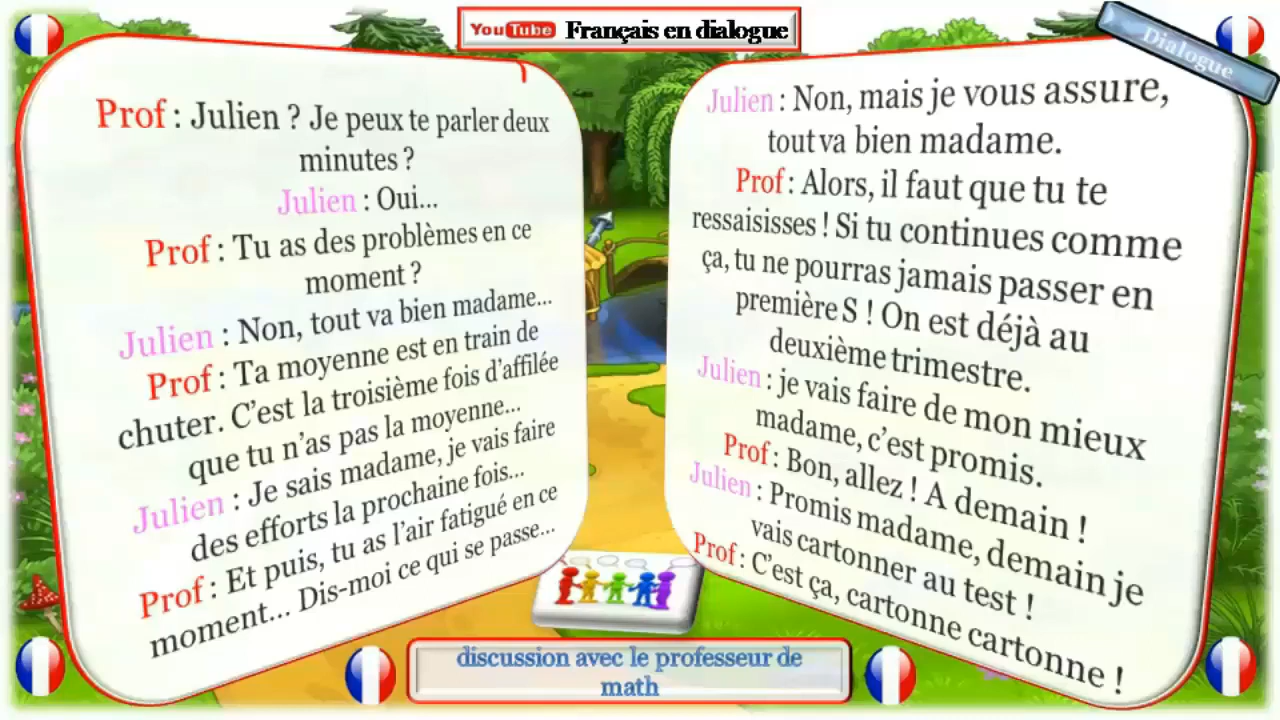 YouTube Français en dialogue
Dialogue
Prof : Julien ? Je peux te parler deux
minutes ?
Julien : Oui...
Prof : Tu as des problèmes en ce
moment ?
Julien : Non, tout va bien madame...
Prof : Ta moyenne est en train de
chuter. C'est la troisième fois d'affilée
que tu n'as pas la moyenne...
Julien : Je sais madame, je vais faire
des efforts la prochaine fois...
Prof : Et puis, tu as l'air fatigué en ce
moment... Dis-moi ce qui se passe...
Julien : Non, mais je vous assure,
tout va bien madame.
Prof : Alors, il faut que tu te
ressaisisses ! Si tu continues comme
ça, tu ne pourras jamais passer en
première S ! On est déjà au
deuxième trimestre.
Julien : je vais faire de mon mieux
madame, c'est promis.
Prof : Bon, allez ! A demain !
Julien : Promis madame, demain je
vais cartonner au test !
Prof : C'est ça, cartonne cartonne !
discussion avec le professeur de
math